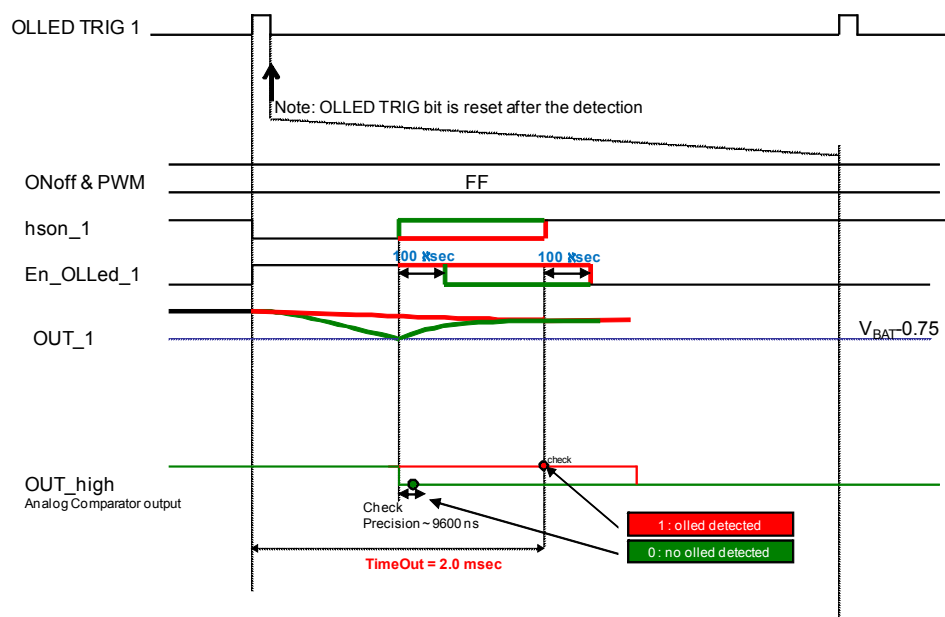 OLLED TRIG 1
Note: OLLED TRIG bit is reset after the detection
ONoff & PWM
FF
hson_1
100 sec
100 sec
En_OLLed_1
OUT_1
VBAT-0.75
check
OUT_high
Analog Comparator output
Check
Precision ~ 9600 ns
1 : olled detected
0 : no olled detected
TimeOut = 2.0 msec